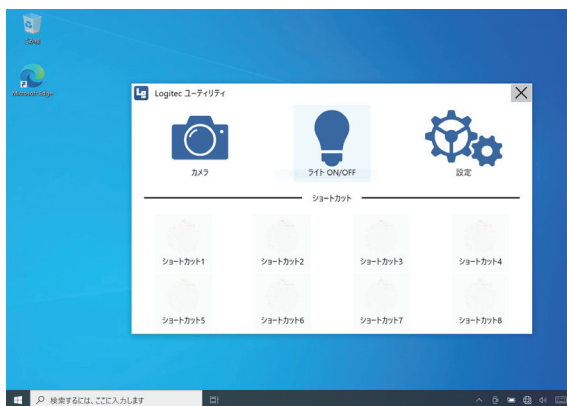 ごみ箱
Microsoft Edge
Lg Logitec ユーティリティ
カメラ
ライト ON/OFF
設定
ショートカット
ショートカット1
ショートカット2
ショートカット3
ショートカット4
ショートカット5
ショートカット6
ショートカット7
ショートカット8
検索するには、ここに入力します